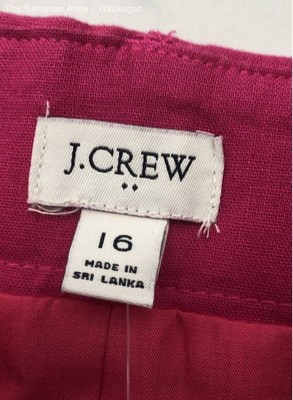 The Salvation Army - Waukegan
J.CREW
16
MADE IN
SRI LANKA